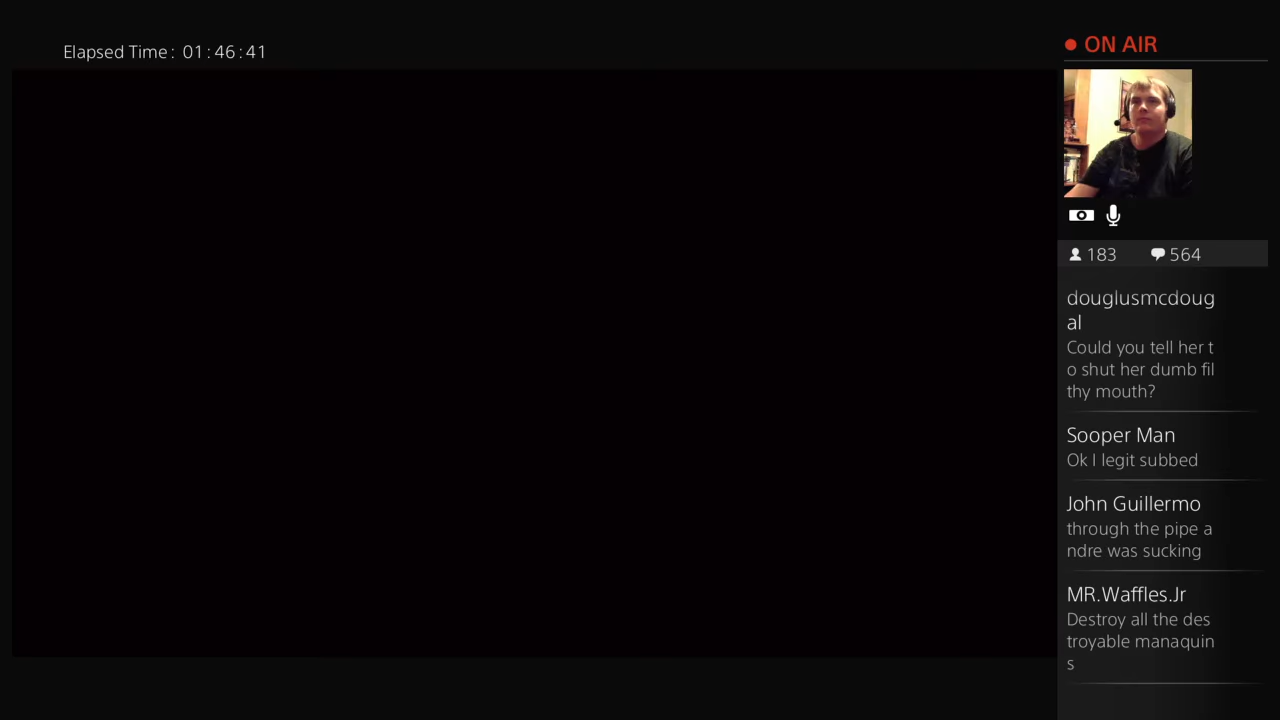 Elapsed Time: 01:46:41
ON AIR
183 564
douglusmcdoug
al
Could you tell her t
o shut her dumb fil
thy mouth?
Sooper Man
Ok I legit subbed
John Guillermo
through the pipe a
ndre was sucking
MR.Waffles.Jr
Destroy all the des
troyable manaquin
s